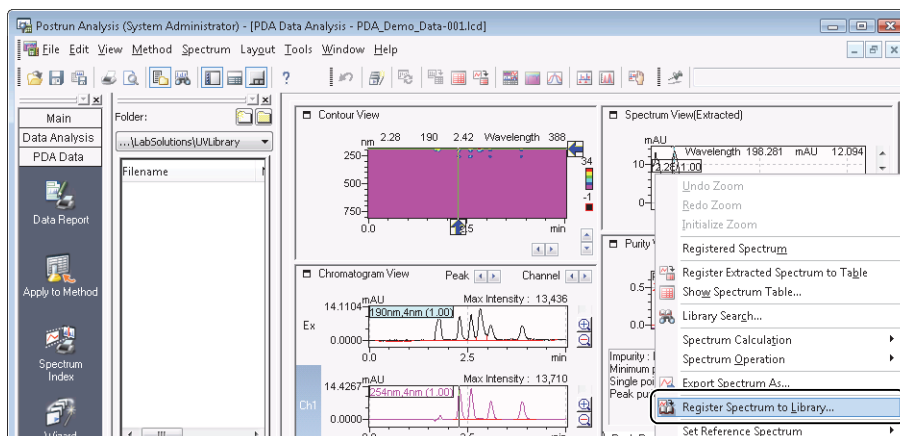 Postrun Analysis (System Administrator) - [PDA Data Analysis - PDA_Demo_Data-001.lcd]
File Edit View Method Spectrum Layout Tools Window Help
Main
Data Analysis
PDA Data
Data Report
Apply to Method
Spectrum
Index
Wizard
Folder:
...\LabSolutions\UVLibrary
Filename
Contour View
nm 2.28 190 2.42 Wavelength 388
250
500
750
0.0 2.5 min
34
-1
Chromatogram View Peak Channel
mAU Max Intensity : 13,436
14.1104
190nm,4nm (1.00)
Ex
0.0000
0.0 2.5 min
mAU Max Intensity : 13,710
14.4267
254nm,4nm (1.00)
Ch1
0.0000
Spectrum View(Extracted)
mAU
Wavelength 198.281 mAU 12.094
10
2.28/1.00
0
Purity
0.5
0.0
Impurity :
Minimum
Single poi
Peak pu
Undo Zoom
Redo Zoom
Initialize Zoom
Registered Spectrum
Register Extracted Spectrum to Table
Show Spectrum Table...
Library Search...
Spectrum Calculation
Spectrum Operation
Export Spectrum As...
Register Spectrum to Library...
Set Reference Spectrum